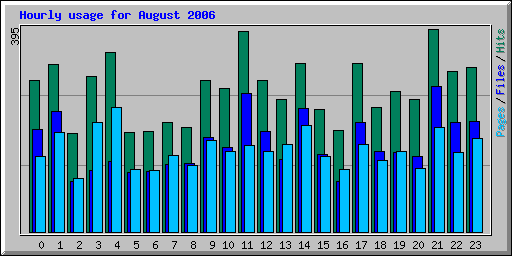 Hourly usage for August 2006
395
Pages/Files/Hits
0 1 2 3 4 5 6 7 8 9 10 11 12 13 14 15 16 17 18 19 20 21 22 23